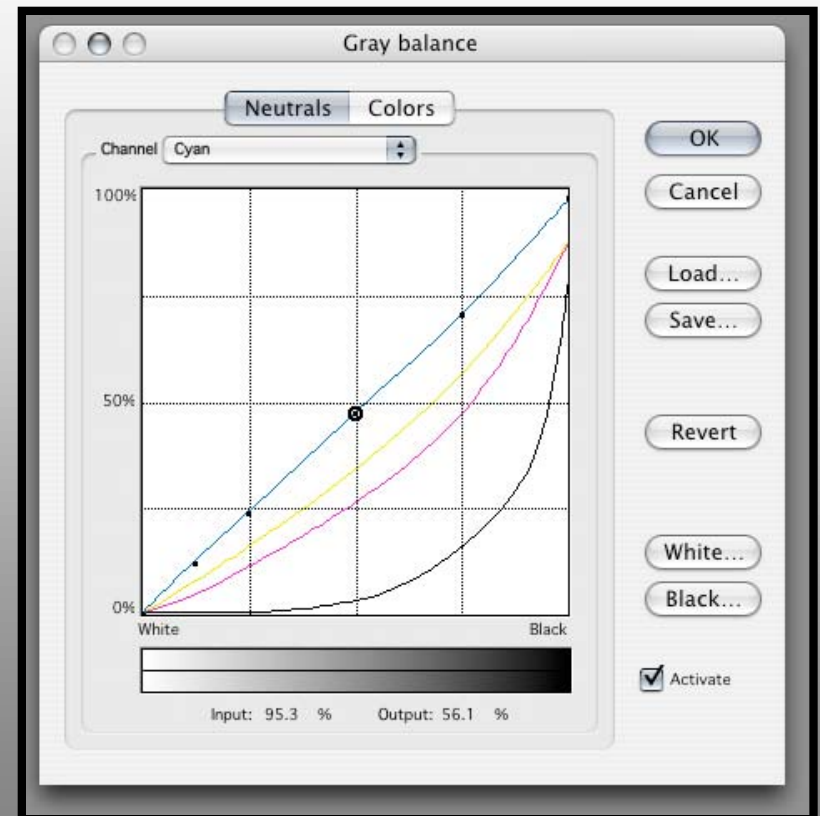 Gray balance
Neutrals Colors
Channel Cyan
OK
Cancel
Load...
Save...
Revert
White...
Black...
Activate
100%
50%
0%
White Black
Input: 95.3 % Output: 56.1 %